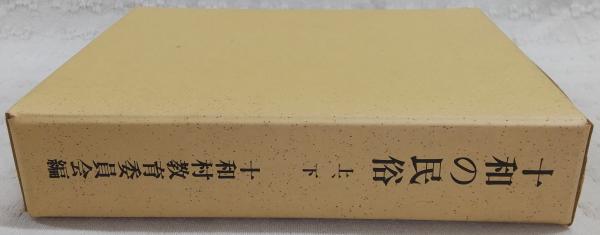 十和の民俗
上、下
十和村教育委員会編